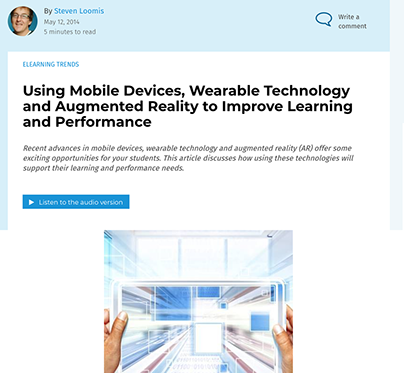 By Steven Loomis
May 12, 2014
5 minutes to read
Write a
comment
ELEARNING TRENDS
Using Mobile Devices, Wearable Technology
and Augmented Reality to Improve Learning
and Performance
Recent advances in mobile devices, wearable technology and augmented reality (AR) offer some
exciting opportunities for your students. This article discusses how using these technologies will
support their learning and performance needs.
Listen to the audio version